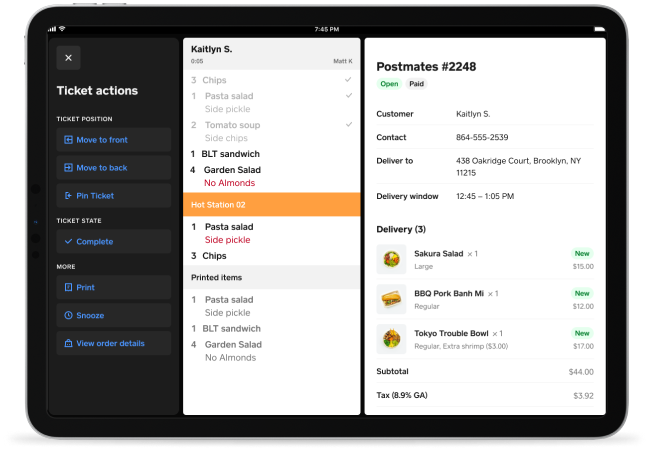 7:45 PM
Ticket actions
TICKET POSITION
Move to front
Move to back
Pin Ticket
TICKET STATE
Complete
MORE
Print
Snooze
View order details
Kaitlyn S.
0:05 Matt K
3 Chips
1 Pasta salad
Side pickle
2 Tomato soup
Side chips
1 BLT sandwich
4 Garden Salad
No Almonds
Hot Station 02
1 Pasta salad
Side pickle
3 Chips
Printed items
1 Pasta salad
Side pickle
1 BLT sandwich
4 Garden Salad
No Almonds
Postmates #2248
Open Paid
Customer Kaitlyn S.
Contact 864-555-2539
Deliver to 438 Oakridge Court, Brooklyn, NY
11215
Delivery window 12:45 – 1:05 PM
Delivery (3)
Sakura Salad × 1 New
Large $15.00
BBQ Pork Banh Mi × 1 New
Regular $12.00
Tokyo Trouble Bowl × 1 New
Regular, Extra shrimp ($3.00) $17.00
Subtotal $44.00
Tax (8.9% GA) $3.92